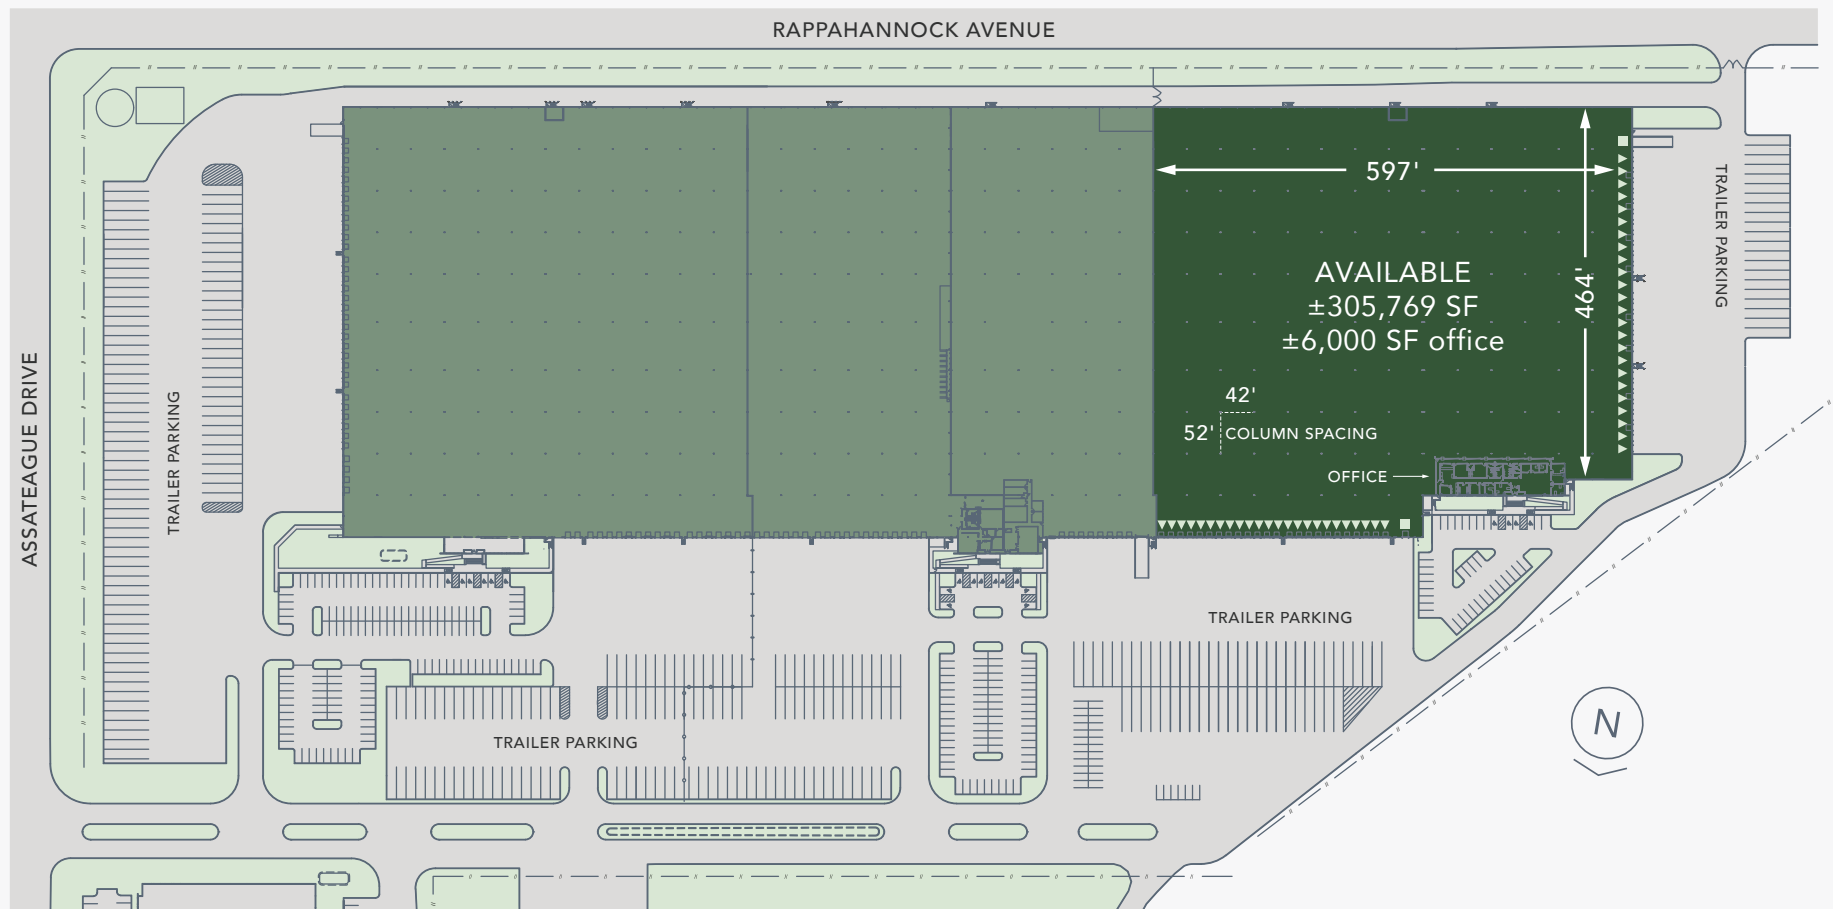 RAPPAHANNOCK AVENUE
597'
464'
TRAILER PARKING
AVAILABLE
±305,769 SF
±6,000 SF office
42'
52'
COLUMN SPACING
OFFICE
ASSATEAGUE DRIVE
TRAILER PARKING
TRAILER PARKING
TRAILER PARKING
N